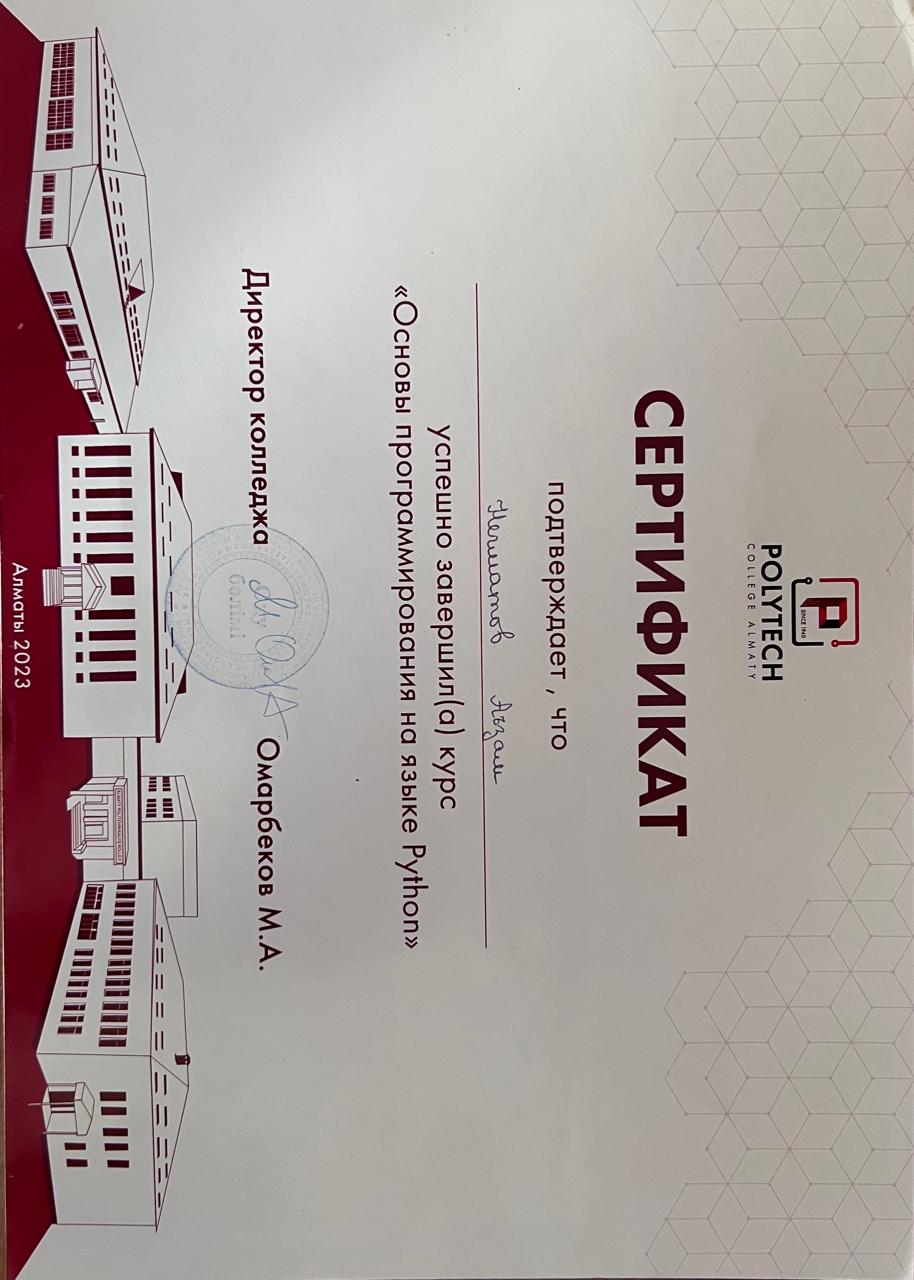 SINCE 1940
POLYTECH
COLLEGE ALMATY
СЕРТИФИКАТ
подтверждает , что
Нематов Аъзам
успешно завершил(а) курс
«Основы программирования на языке Python»
Директор колледжа Омарбеков М.А.
бөлімі
Алматы 2023